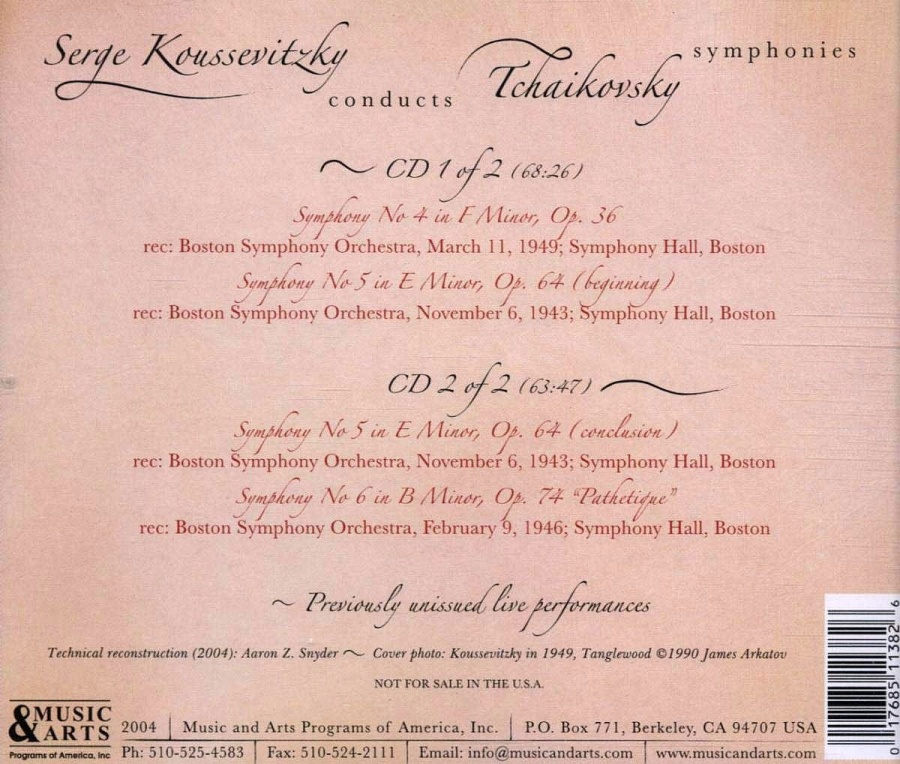 Serge Koussevitzky
conducts
Tchaikovsky
symphonies
~ CD 1 of 2 (68:26)
Symphony No 4 in F Minor, Op. 36
rec: Boston Symphony Orchestra, March 11, 1949; Symphony Hall, Boston
Symphony No 5 in E Minor, Op. 64 (beginning)
rec: Boston Symphony Orchestra, November 6, 1943; Symphony Hall, Boston
CD 2 of 2 (63:47) ~
Symphony No 5 in E Minor, Op. 64 (conclusion)
rec: Boston Symphony Orchestra, November 6, 1943; Symphony Hall, Boston
Symphony No 6 in B Minor, Op. 74 "Pathetique"
rec: Boston Symphony Orchestra, February 9, 1946; Symphony Hall, Boston
~ Previously unissued live performances
Technical reconstruction (2004): Aaron Z. Snyder ~ Cover photo: Koussevitzky in 1949, Tanglewood ©1990 James Arkatov
NOT FOR SALE IN THE U.S.A.
MUSIC
& ARTS
Programs of America, Inc
2004 | Music and Arts Programs of America, Inc. | P.O. Box 771, Berkeley, CA 94707 USA
Ph: 510-525-4583 | Fax: 510-524-2111 | Email: info@musicandarts.com | www.musicandarts.com
0 17685 11382 6